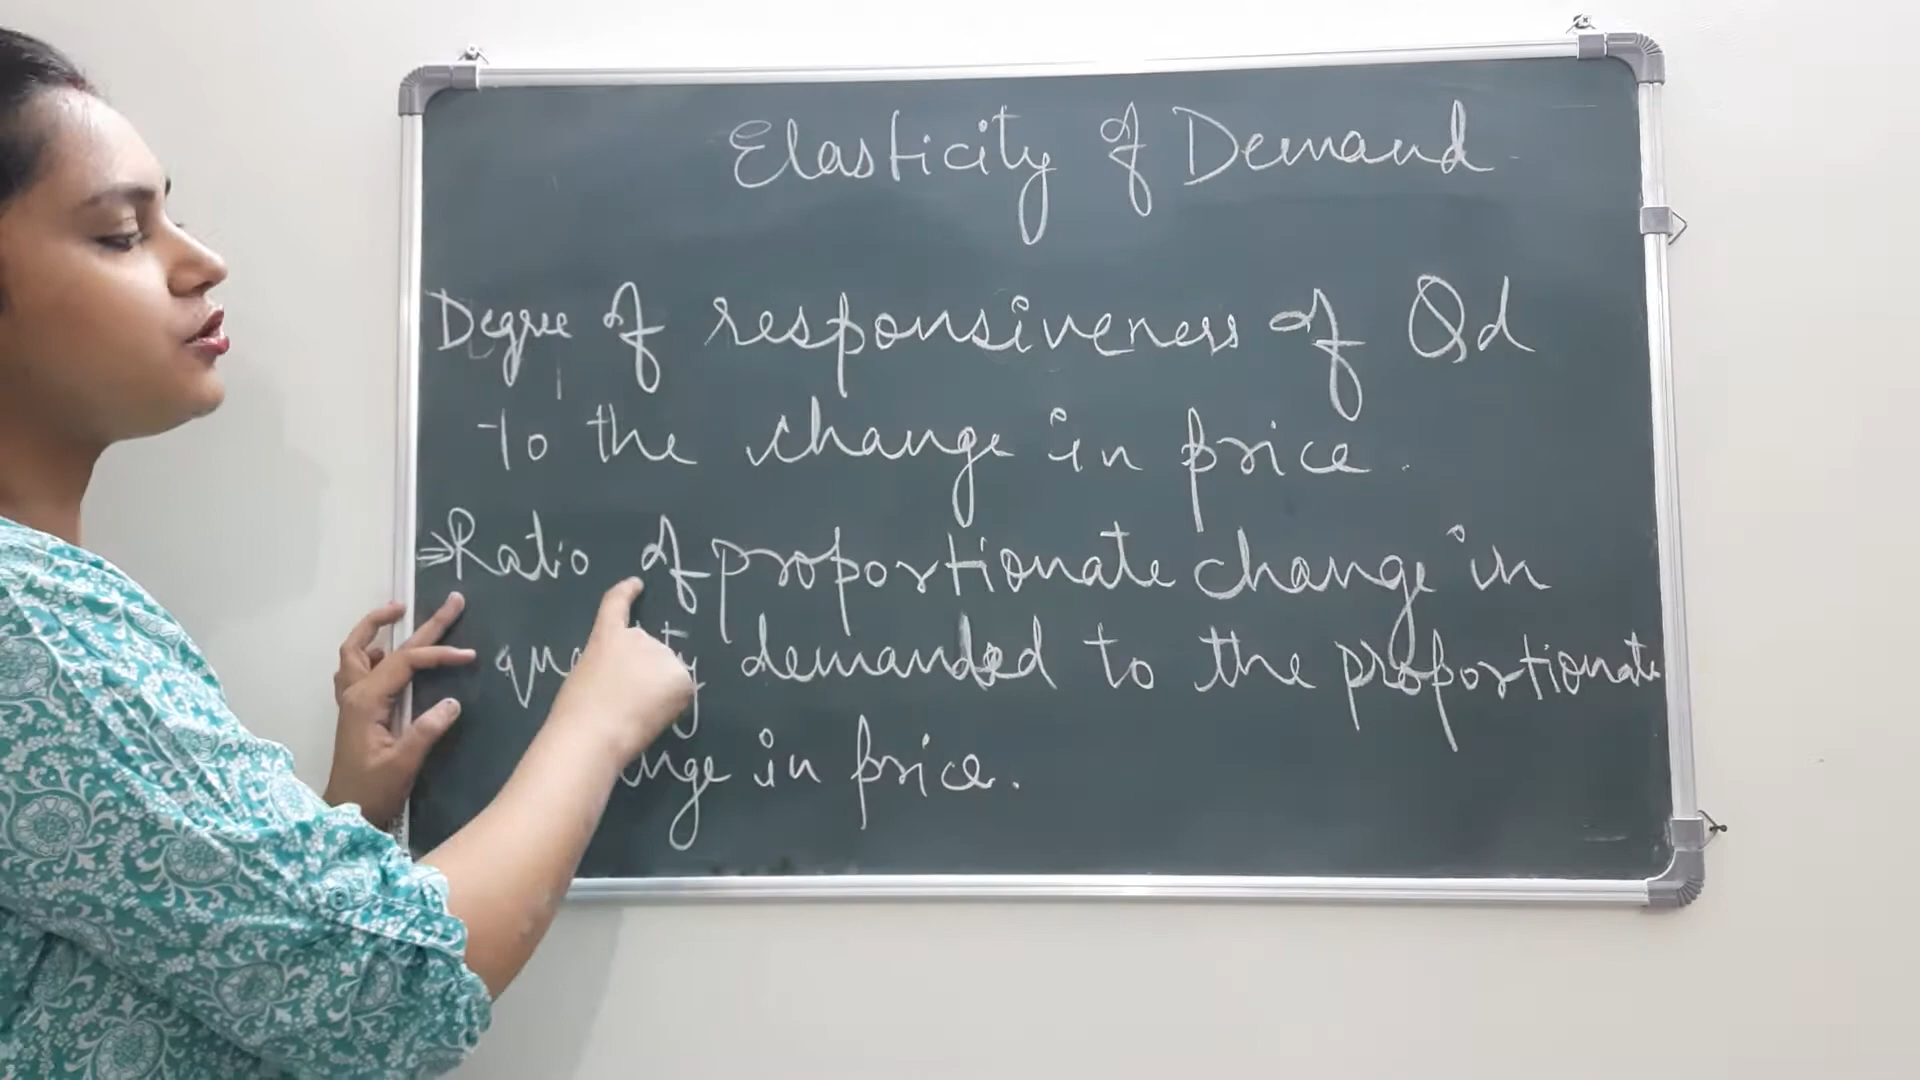 Elasticity of Demand
Degree of responsiveness of Qd
to the change in price.
⇒ Ratio of proportionate change in
demanded to the proportionate
in price.